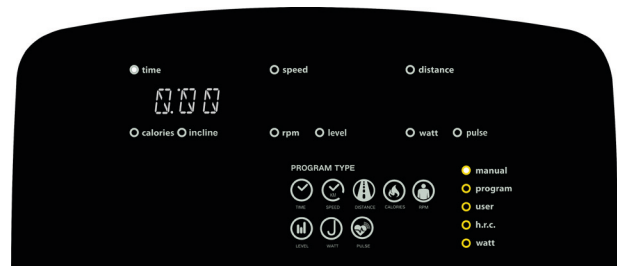 time speed distance
0:00
calories incline rpm level watt pulse
PROGRAM TYPE
manual
program
user
h.r.c.
watt
TIME SPEED DISTANCE CALORIES RPM
LEVEL WATT PULSE